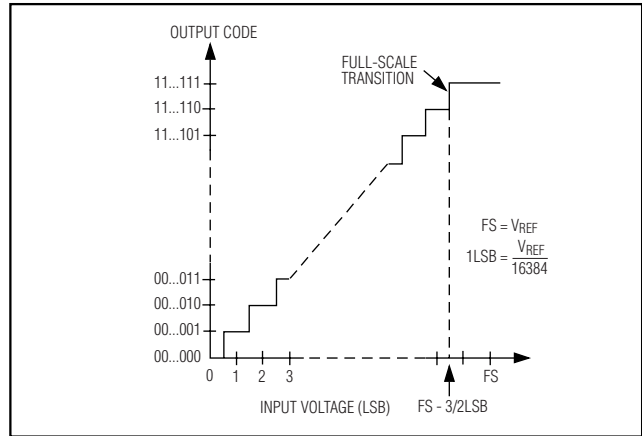 OUTPUT CODE
FULL-SCALE
TRANSITION
11...111
11...110
11...101
FS = VREF
1LSB = VREF
16384
00...011
00...010
00...001
00...000
0 1 2 3 FS
INPUT VOLTAGE (LSB) FS - 3/2LSB